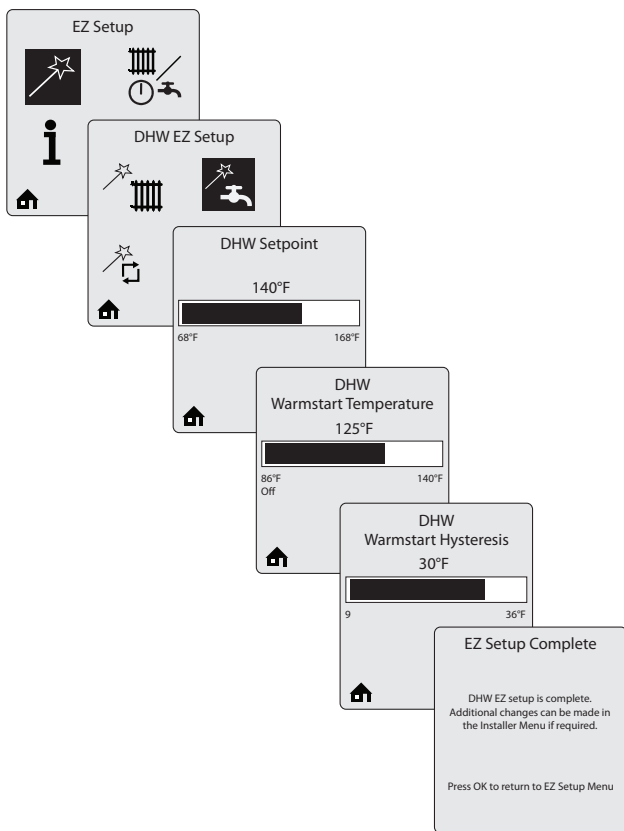 EZ Setup
DHW EZ Setup
DHW Setpoint
140°F
68°F 168°F
DHW
Warmstart Temperature
125°F
86°F 140°F
Off
DHW
Warmstart Hysteresis
30°F
9 36°F
EZ Setup Complete
DHW EZ setup is complete.
Additional changes can be made in
the Installer Menu if required.
Press OK to return to EZ Setup Menu